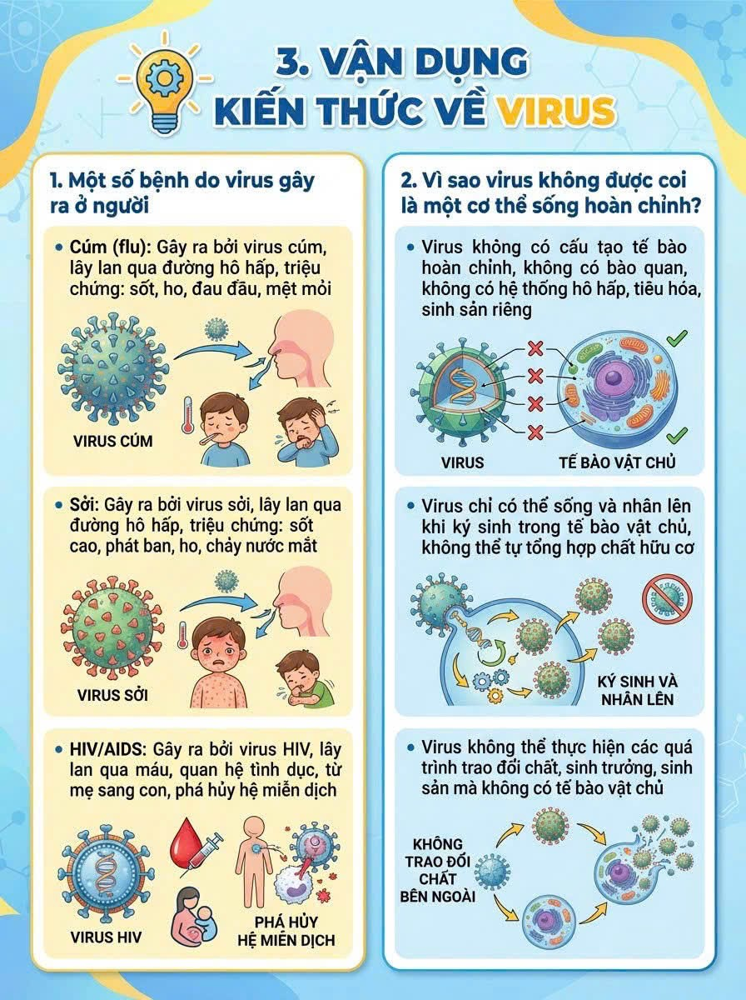 3. VẬN DỤNG
KIẾN THỨC VỀ VIRUS
1. Một số bệnh do virus gây
ra ở người
• Cúm (flu): Gây ra bởi virus cúm,
lây lan qua đường hô hấp, triệu
chứng: sốt, ho, đau đầu, mệt mỏi
VIRUS CÚM
• Sởi: Gây ra bởi virus sởi, lây lan qua
đường hô hấp, triệu chứng: sốt
cao, phát ban, ho, chảy nước mắt
VIRUS SỞI
• HIV/AIDS: Gây ra bởi virus HIV, lây
lan qua máu, quan hệ tình dục, từ
mẹ sang con, phá hủy hệ miễn dịch
VIRUS HIV
PHÁ HỦY
HỆ MIỄN DỊCH
2. Vì sao virus không được coi
là một cơ thể sống hoàn chỉnh?
• Virus không có cấu tạo tế bào
hoàn chỉnh, không có bào quan,
không có hệ thống hô hấp, tiêu hóa,
sinh sản riêng
VIRUS
TẾ BÀO VẬT CHỦ
• Virus chỉ có thể sống và nhân lên
khi ký sinh trong tế bào vật chủ,
không thể tự tổng hợp chất hữu cơ
KÝ SINH VÀ
NHÂN LÊN
• Virus không thể thực hiện các quá
trình trao đổi chất, sinh trưởng, sinh
sản mà không có tế bào vật chủ
KHÔNG
TRAO ĐỔI
CHẤT
BÊN NGOÀI